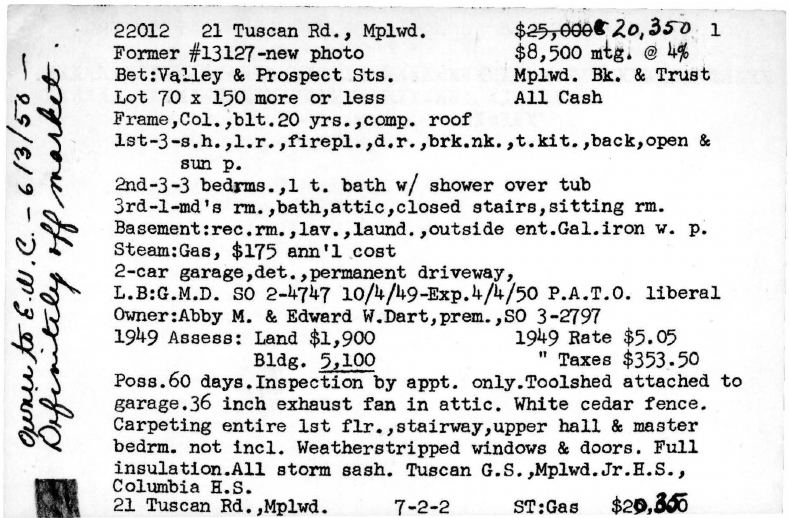 22012 21 Tuscan Rd., Mplwd. $25,000 $20,350 1
Former #13127-new photo $8,500 mtg. @ 4%
Bet:Valley & Prospect Sts. Mplwd. Bk. & Trust
Lot 70 x 150 more or less All Cash
Frame,Col.,blt.20 yrs.,comp. roof
1st-3-s.h.,l.r.,firepl.,d.r.,brk.nk.,t.kit.,back,open &
sun p.
2nd-3-3 bedrms.,1 t. bath w/ shower over tub
3rd-1-md's rm.,bath,attic,closed stairs,sitting rm.
Basement:rec.rm.,lav.,laund.,outside ent.Gal.iron w. p.
Steam:Gas, $175 ann'l cost
2-car garage,det.,permanent driveway,
L.B:G.M.D. SO 2-4747 10/4/49-Exp.4/4/50 P.A.T.O. liberal
Owner:Abby M. & Edward W.Dart,prem.,SO 3-2797
1949 Assess: Land $1,900 1949 Rate $5.05
Bldg. 5,100 " Taxes $353.50
Poss.60 days.Inspection by appt. only.Toolshed attached to
garage.36 inch exhaust fan in attic. White cedar fence.
Carpeting entire 1st flr.,stairway,upper hall & master
bedrm. not incl. Weatherstripped windows & doors. Full
insulation.All storm sash. Tuscan G.S.,Mplwd.Jr.H.S.,
Columbia H.S.
21 Tuscan Rd.,Mplwd. 7-2-2 ST:Gas
Owner to E.W.C. - 6/3/50 -
Definitely off market.